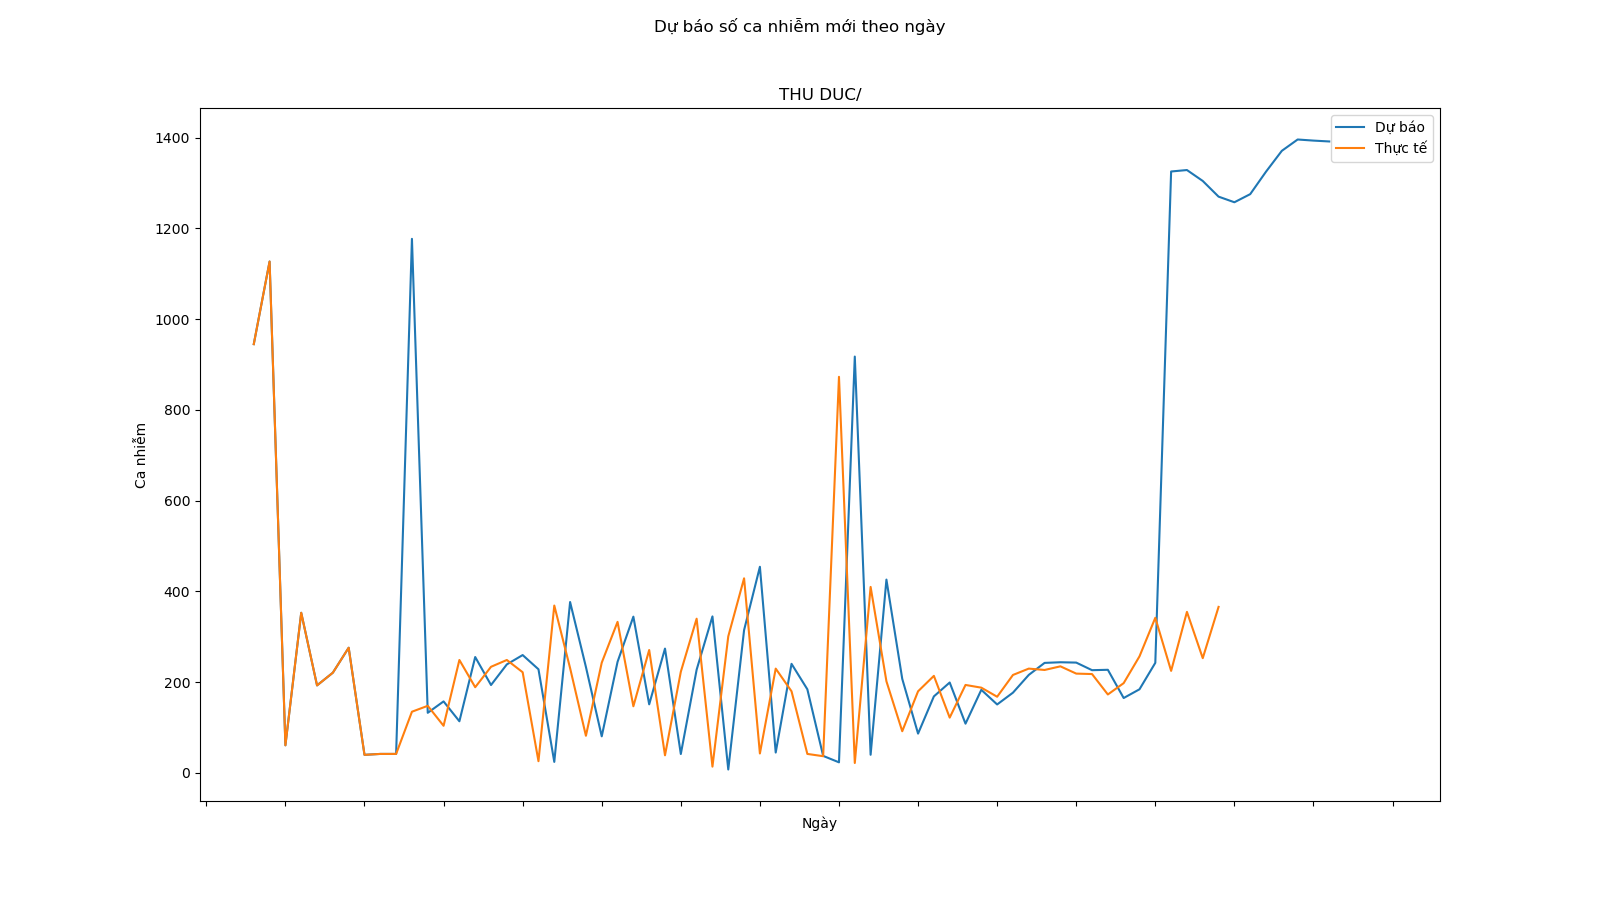 Dự báo số ca nhiễm mới theo ngày
THU DUC/
Dự báo
Thực tế
1400
1200
1000
800
600
400
200
0
Ca nhiễm
Ngày